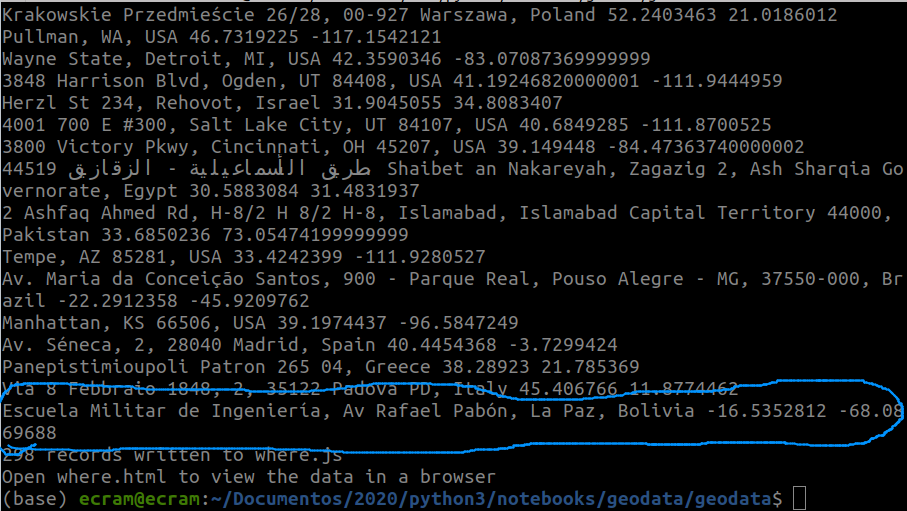 Krakowskie Przedmieście 26/28, 00-927 Warszawa, Poland 52.2403463 21.0186012
Pullman, WA, USA 46.7319225 -117.1542121
Wayne State, Detroit, MI, USA 42.3590346 -83.07087369999999
3848 Harrison Blvd, Ogden, UT 84408, USA 41.19246820000001 -111.9444959
Herzl St 234, Rehovot, Israel 31.9045055 34.8083407
4001 700 E #300, Salt Lake City, UT 84107, USA 40.6849285 -111.8700525
3800 Victory Pkwy, Cincinnati, OH 45207, USA 39.149448 -84.47363740000002
44519 طريق الأسماعيلية - الزقازيق Shaibet an Nakareyah, Zagazig 2, Ash Sharqia Go
vernorate, Egypt 30.5883084 31.4831937
2 Ashfaq Ahmed Rd, H-8/2 H 8/2 H-8, Islamabad, Islamabad Capital Territory 44000,
Pakistan 33.6850236 73.05474199999999
Tempe, AZ 85281, USA 33.4242399 -111.9280527
Av. Maria da Conceição Santos, 900 - Parque Real, Pouso Alegre - MG, 37550-000, Br
azil -22.2912358 -45.9209762
Manhattan, KS 66506, USA 39.1974437 -96.5847249
Av. Séneca, 2, 28040 Madrid, Spain 40.4454368 -3.7299424
Panepistimioupoli Patron 265 04, Greece 38.28923 21.785369
Via 8 Febbraio 1848, 2, 35122 Padova PD, Italy 45.406766 11.8774462
Escuela Militar de Ingeniería, Av Rafael Pabón, La Paz, Bolivia -16.5352812 -68.08
69688
298 records written to where.js
Open where.html to view the data in a browser
(base) ecram@ecram:~/Documentos/2020/python3/notebooks/geodata/geodata$